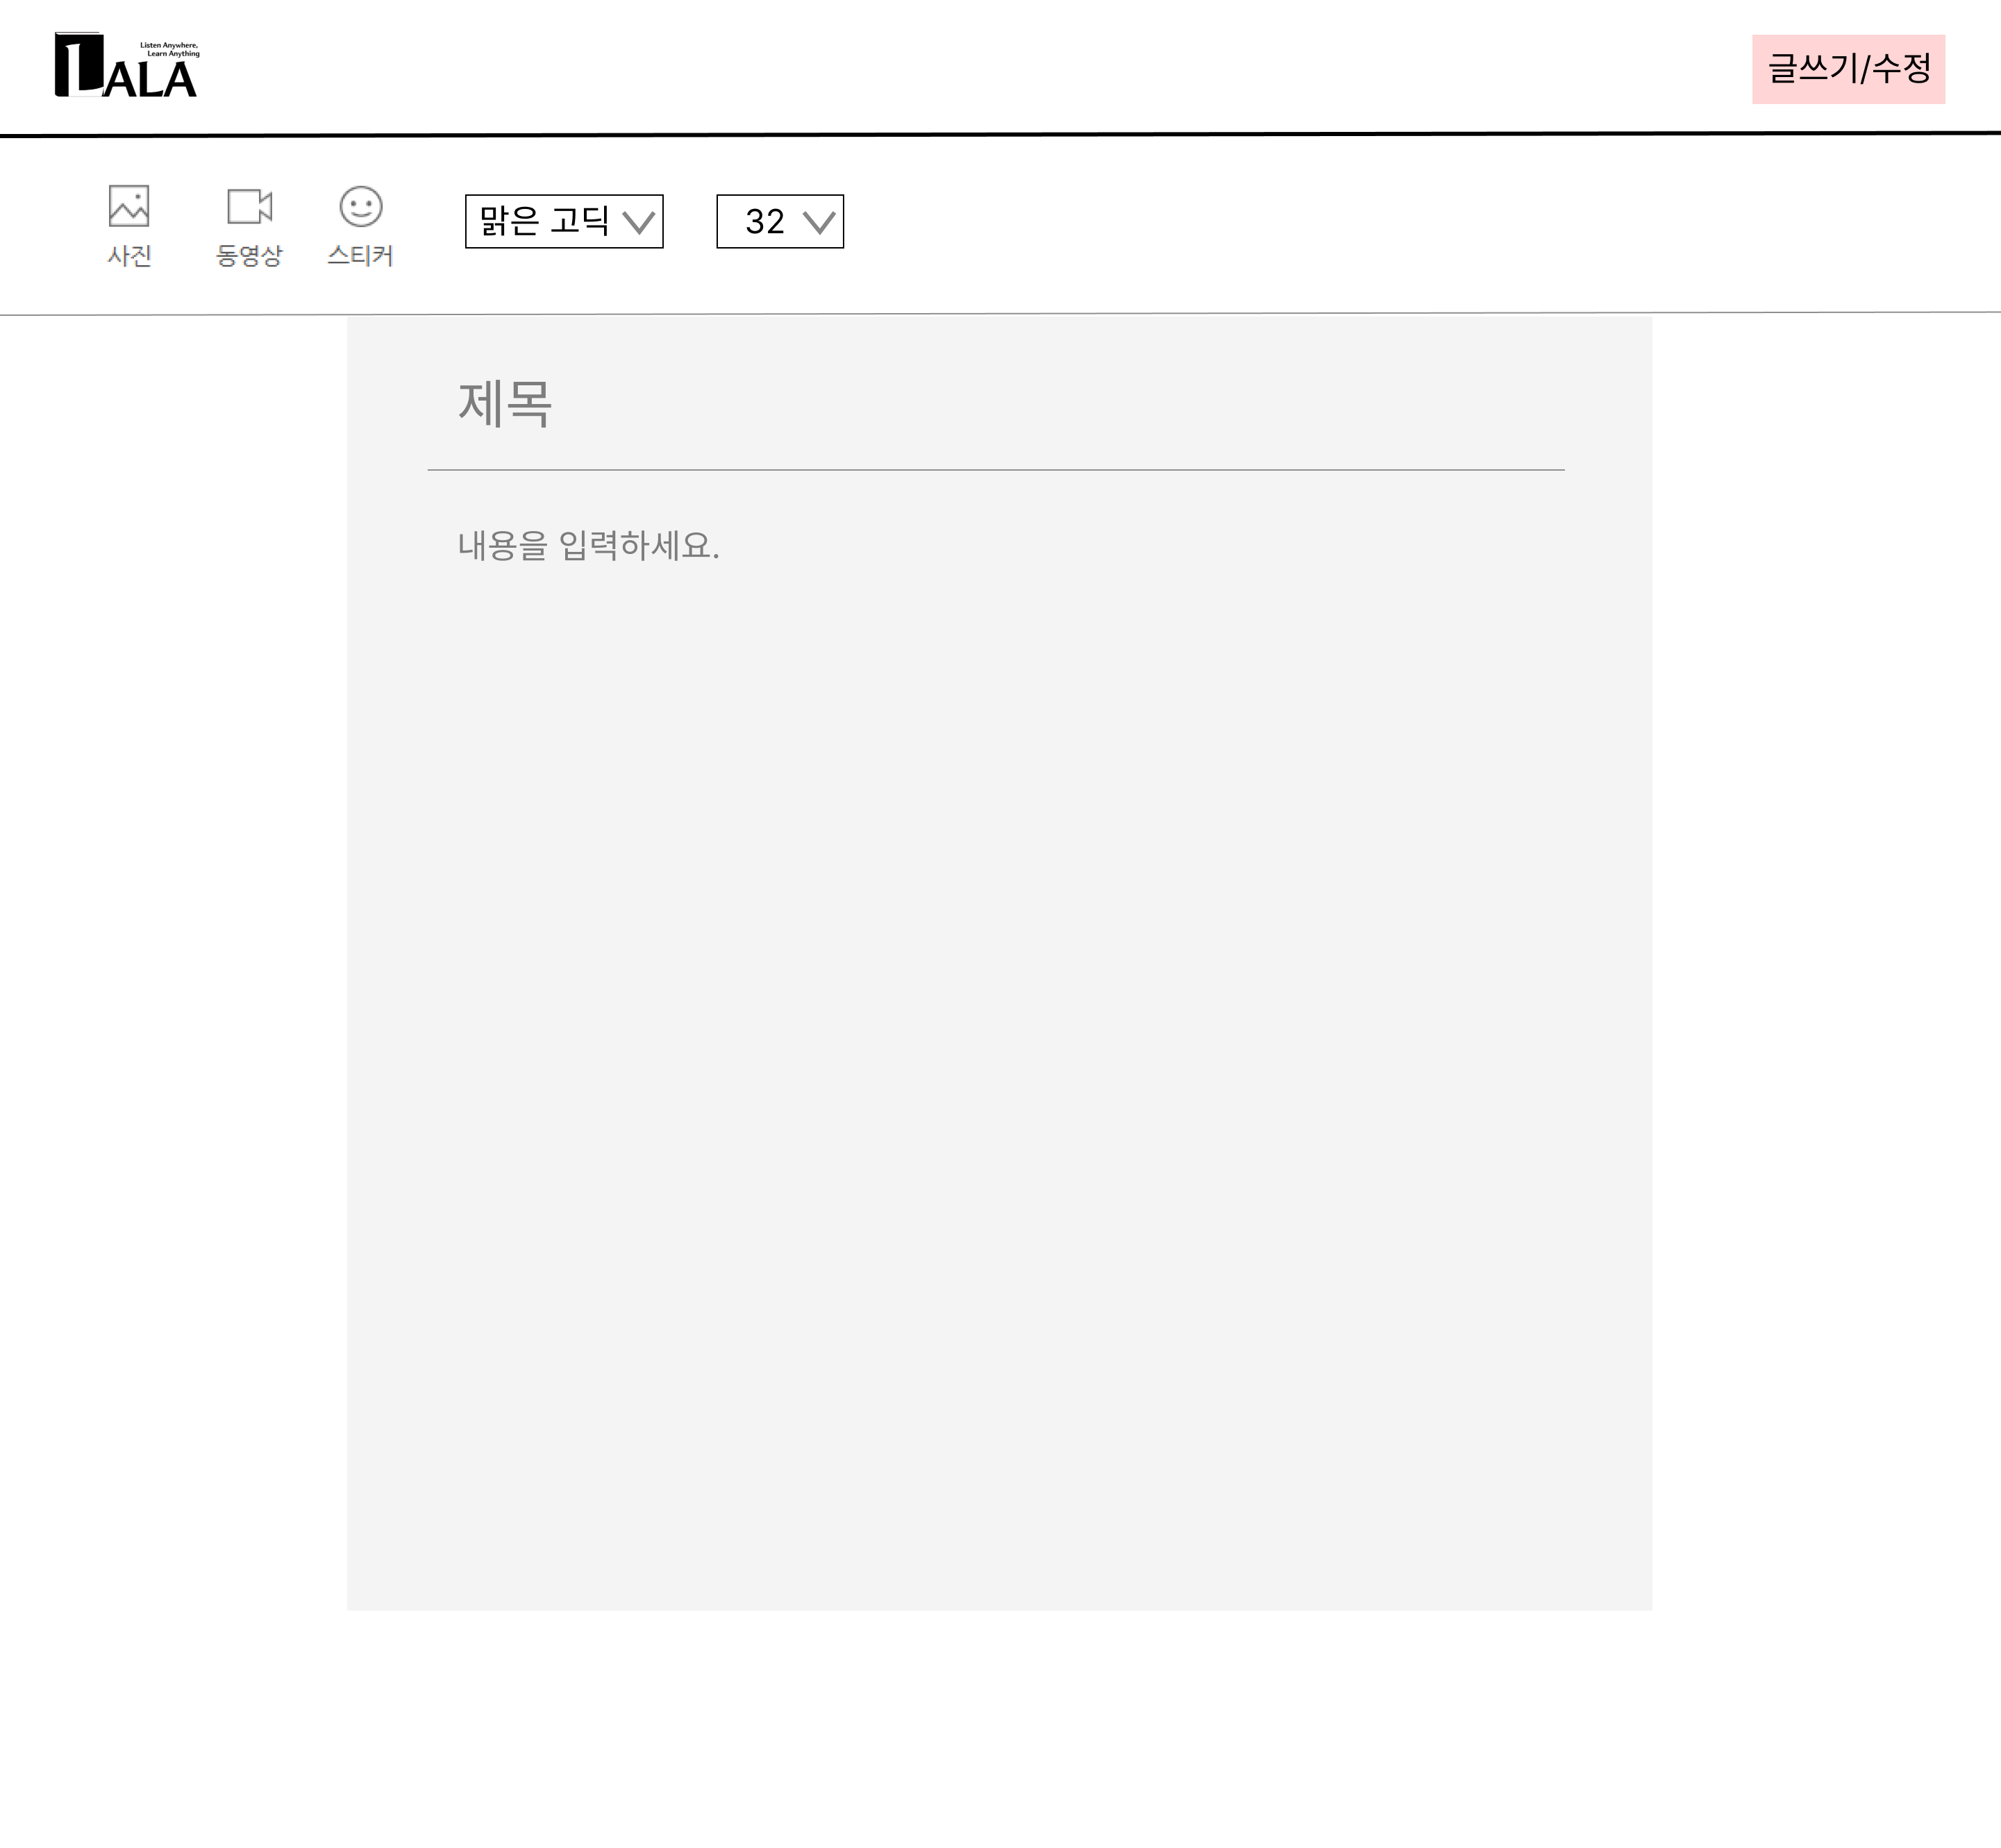 Listen Anywhere,
Learn Anything
LALA
글쓰기/수정
사진
동영상
스티커
맑은 고딕
32
제목
내용을 입력하세요.